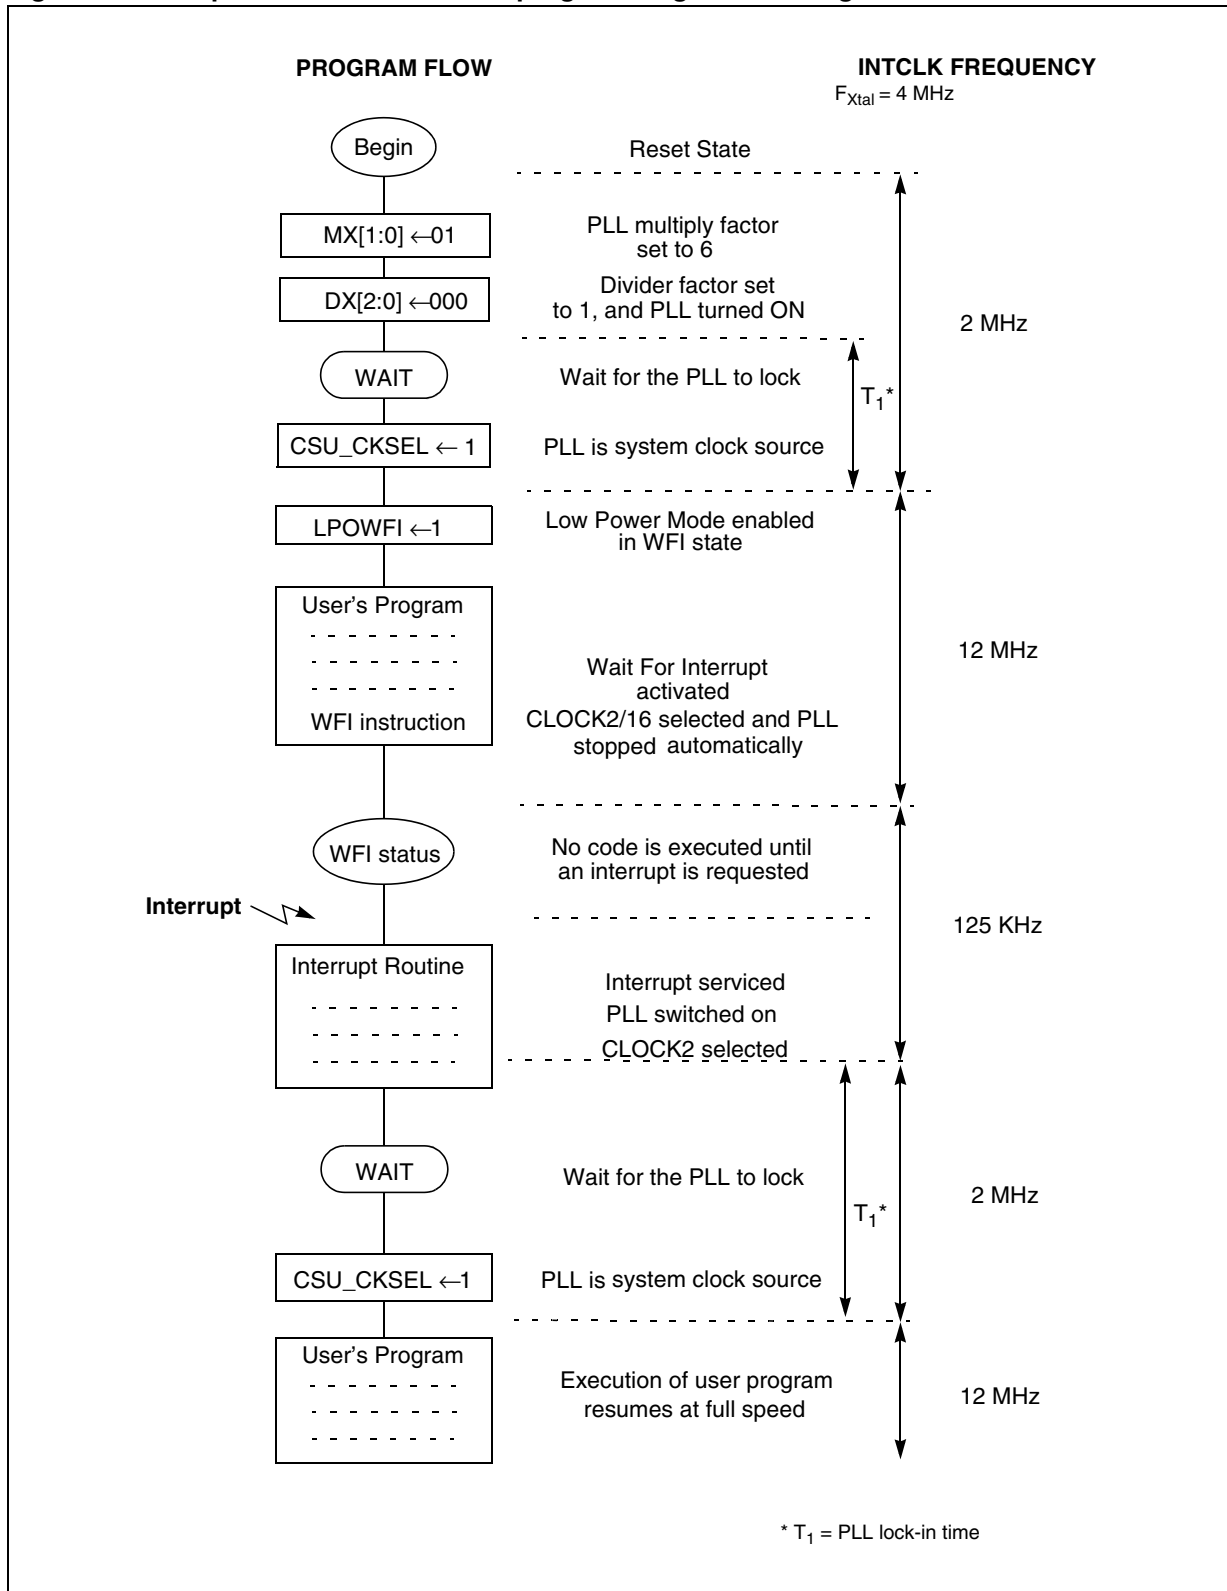 PROGRAM FLOW
INTCLK FREQUENCY
FXtal = 4 MHz
Begin
Reset State
MX[1:0] ←01
PLL multiply factor
set to 6
DX[2:0] ←000
Divider factor set
to 1, and PLL turned ON
2 MHz
WAIT
Wait for the PLL to lock
T1*
CSU_CKSEL ← 1
PLL is system clock source
LPOWFI ←1
Low Power Mode enabled
in WFI state
User's Program
WFI instruction
Wait For Interrupt
activated
CLOCK2/16 selected and PLL
stopped automatically
12 MHz
WFI status
No code is executed until
an interrupt is requested
Interrupt
125 KHz
Interrupt Routine
Interrupt serviced
PLL switched on
CLOCK2 selected
WAIT
Wait for the PLL to lock
T1*
2 MHz
CSU_CKSEL ←1
PLL is system clock source
User's Program
Execution of user program
resumes at full speed
12 MHz
* T1 = PLL lock-in time